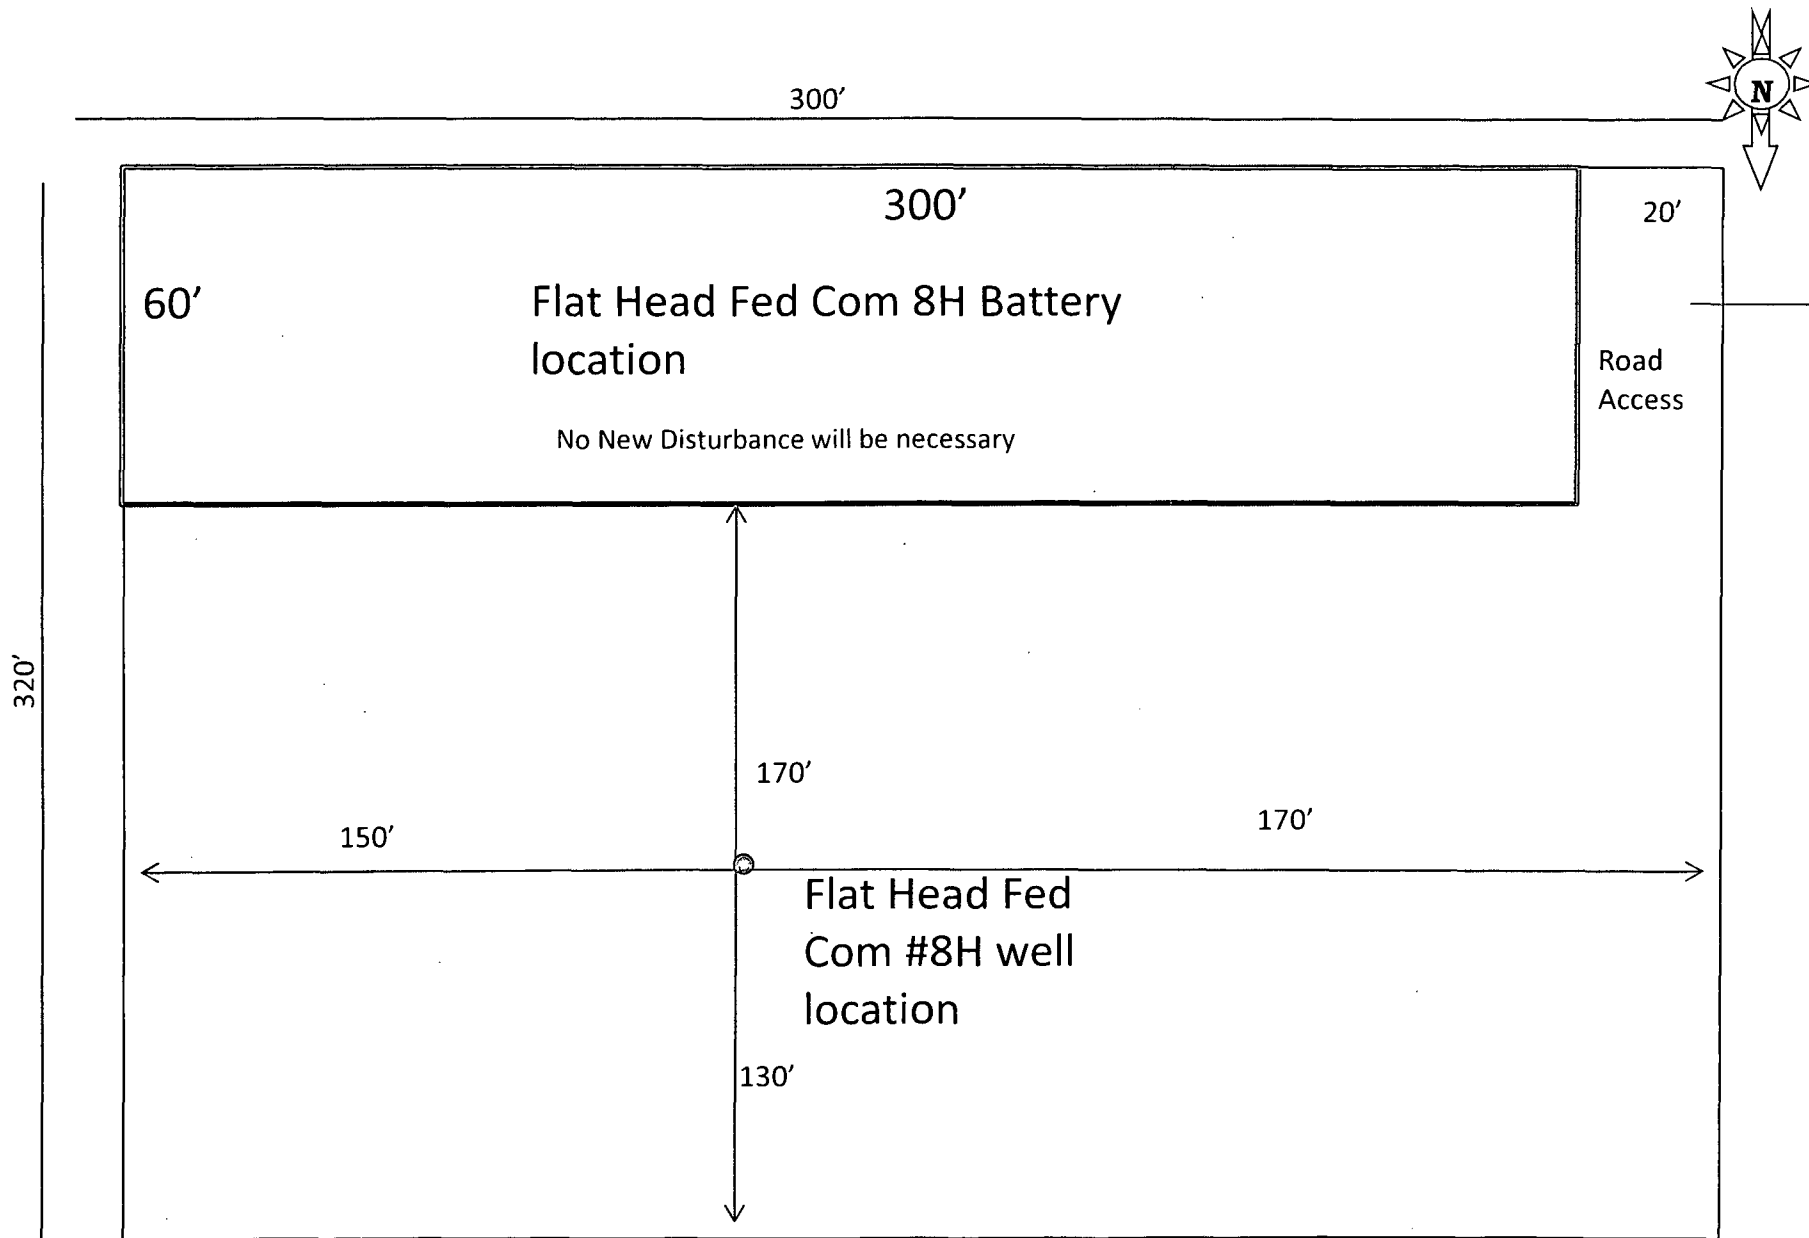 300′
N
300′
20′
60′
Flat Head Fed Com 8H Battery
location
Road
Access
No New Disturbance will be necessary
320′
170′
170′
150′
Flat Head Fed
Com #8H well
location
130′